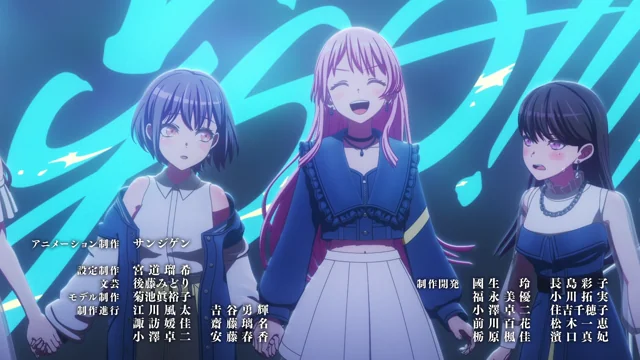 アニメーション制作 サンジゲン
設定制作 宮道瑠希
文芸 後藤みどり
モデル制作 菊池眞裕子
制作進行 江川風太 吉谷勇輝
諏訪媛佳 齋藤璃名
小澤卓二 安藤春香
制作開発 國生玲 長島彩子
福永美優 小川拓実
小澤卓二 住吉千穂子
前川百花 松木一恵
栃原楓佳 濱口真妃